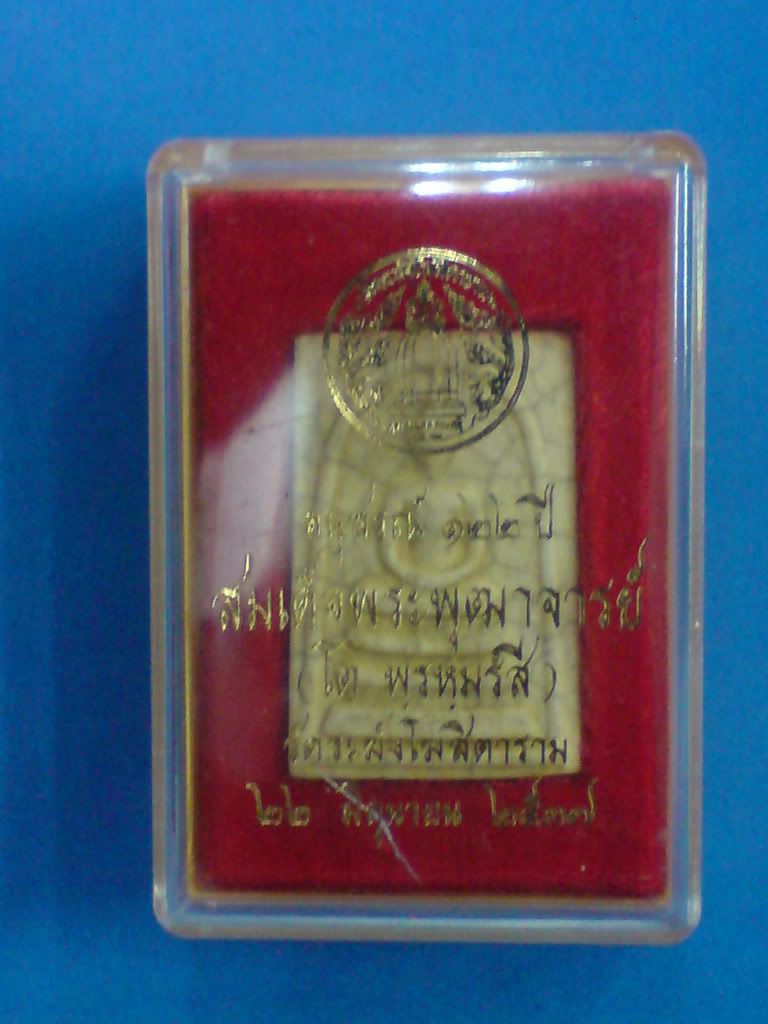 อนุสรณ์ ๑๒๒ ปี
สมเด็จพระพุฒาจารย์
(โต พฺรหฺมรํสี)
วัดระฆังโฆสิตาราม
๒๒ มิถุนายน ๒๕๓๗